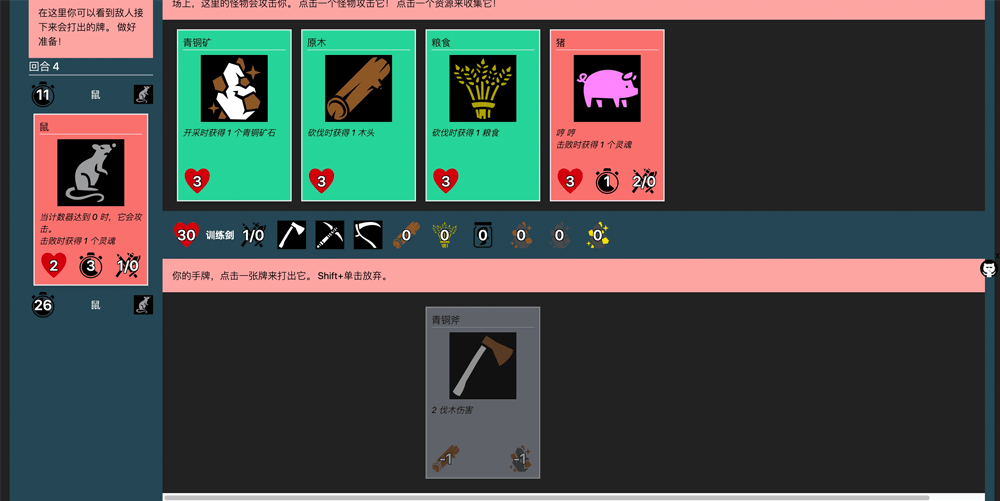 场上，这里的怪物会攻击你。 点击一个怪物攻击它！ 点击一个资源来收集它！
在这里你可以看到敌人接
下来会打出的牌。 做好
准备！
回合 4
11 鼠
鼠
当计数器达到 0 时，它会攻
击。
击败时获得 1 个灵魂
2 3 1/0
26 鼠
青铜矿
开采时获得 1 个青铜矿石
3
原木
砍伐时获得 1 木头
3
粮食
砍伐时获得 1 粮食
3
猪
哼 哼
击败时获得 1 个灵魂
3 1 2/0
30 训练剑 1/0 0 0 0 0 0 0
你的手牌，点击一张牌来打出它。 Shift+单击放弃。
青铜斧
2 伐木伤害
-1 -1